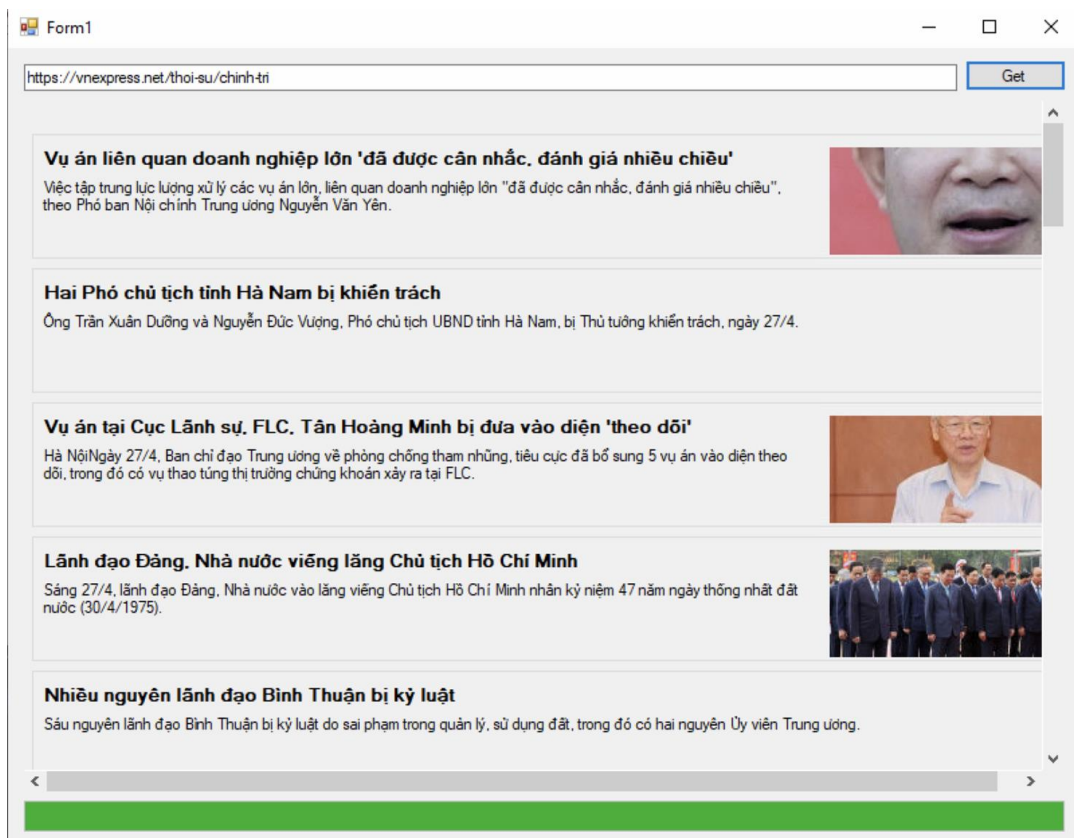 Form1
https://vnexpress.net/thoi-su/chinh-tri
Get
Vụ án liên quan doanh nghiệp lớn 'đã được cân nhắc, đánh giá nhiều chiều'
Việc tập trung lực lượng xử lý các vụ án lớn, liên quan doanh nghiệp lớn "đã được cân nhắc, đánh giá nhiều chiều",
theo Phó ban Nội chính Trung ương Nguyễn Văn Yên.
Hai Phó chủ tịch tỉnh Hà Nam bị khiển trách
Ông Trần Xuân Dưỡng và Nguyễn Đức Vượng, Phó chủ tịch UBND tỉnh Hà Nam, bị Thủ tướng khiển trách, ngày 27/4.
Vụ án tại Cục Lãnh sự, FLC, Tân Hoàng Minh bị đưa vào diện 'theo dõi'
Hà NộiNgày 27/4, Ban chỉ đạo Trung ương về phòng chống tham nhũng, tiêu cực đã bổ sung 5 vụ án vào diện theo
dõi, trong đó có vụ thao túng thị trường chứng khoán xảy ra tại FLC.
Lãnh đạo Đảng, Nhà nước viếng lăng Chủ tịch Hồ Chí Minh
Sáng 27/4, lãnh đạo Đảng, Nhà nước vào lăng viếng Chủ tịch Hồ Chí Minh nhân kỷ niệm 47 năm ngày thống nhất đất
nước (30/4/1975).
Nhiều nguyên lãnh đạo Bình Thuận bị kỷ luật
Sáu nguyên lãnh đạo Bình Thuận bị kỷ luật do sai phạm trong quản lý, sử dụng đất, trong đó có hai nguyên Ủy viên Trung ương.